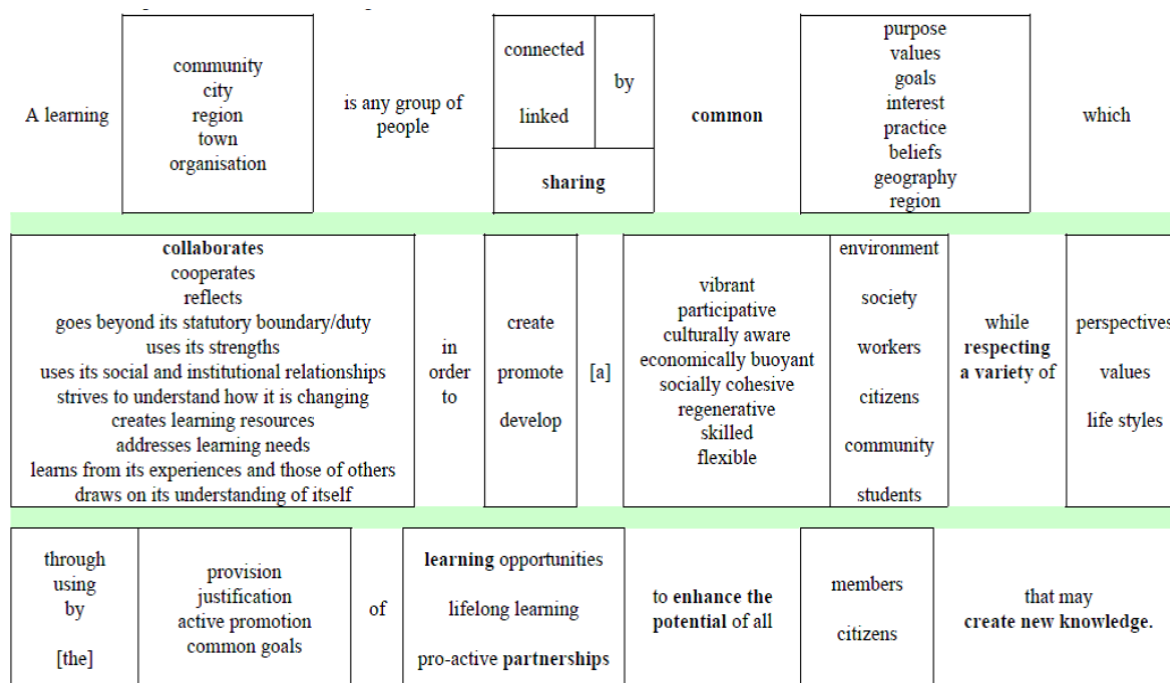 A learning
community
city
region
town
organisation
is any group of
people
connected
linked
by
sharing
common
purpose
values
goals
interest
practice
beliefs
geography
region
which
collaborates
cooperates
reflects
goes beyond its statutory boundary/duty
uses its strengths
uses its social and institutional relationships
strives to understand how it is changing
creates learning resources
addresses learning needs
learns from its experiences and those of others
draws on its understanding of itself
in
order
to
create
promote
develop
[a]
vibrant
participative
culturally aware
economically buoyant
socially cohesive
regenerative
skilled
flexible
environment
society
workers
citizens
community
students
while
respecting
a variety of
perspectives
values
life styles
through
using
by
[the]
provision
justification
active promotion
common goals
of
learning opportunities
lifelong learning
pro-active partnerships
to enhance the
potential of all
members
citizens
that may
create new knowledge.